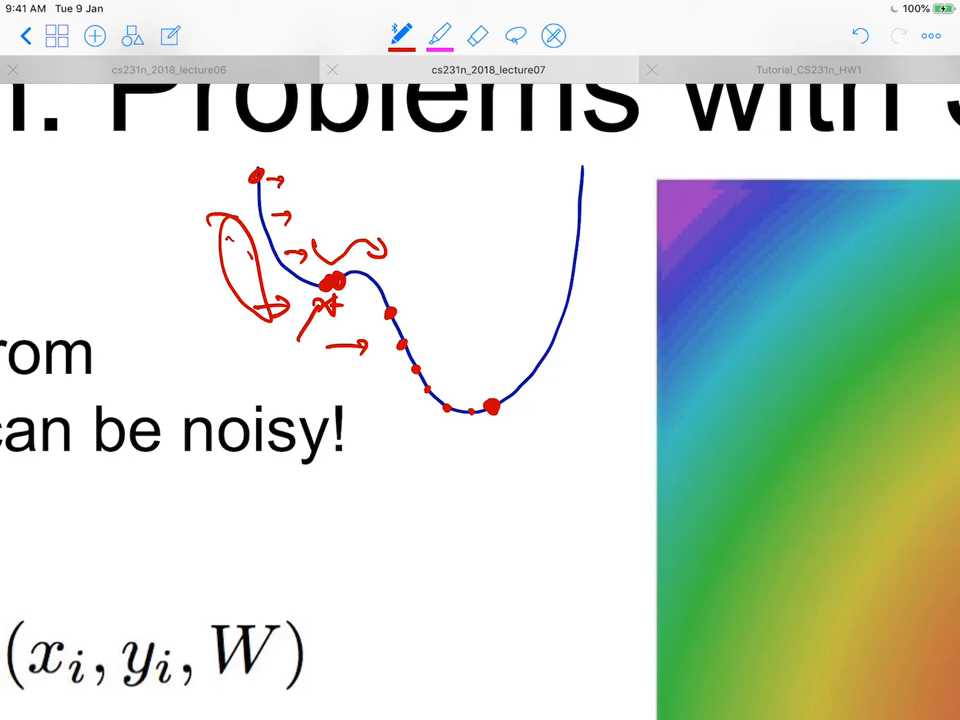 9:41 AM Tue 9 Jan
100%
cs231n_2018_lecture06
cs231n_2018_lecture07
Tutorial_CS231n_HW1
Problems with
rom
can be noisy!
(x_i, y_i, W)